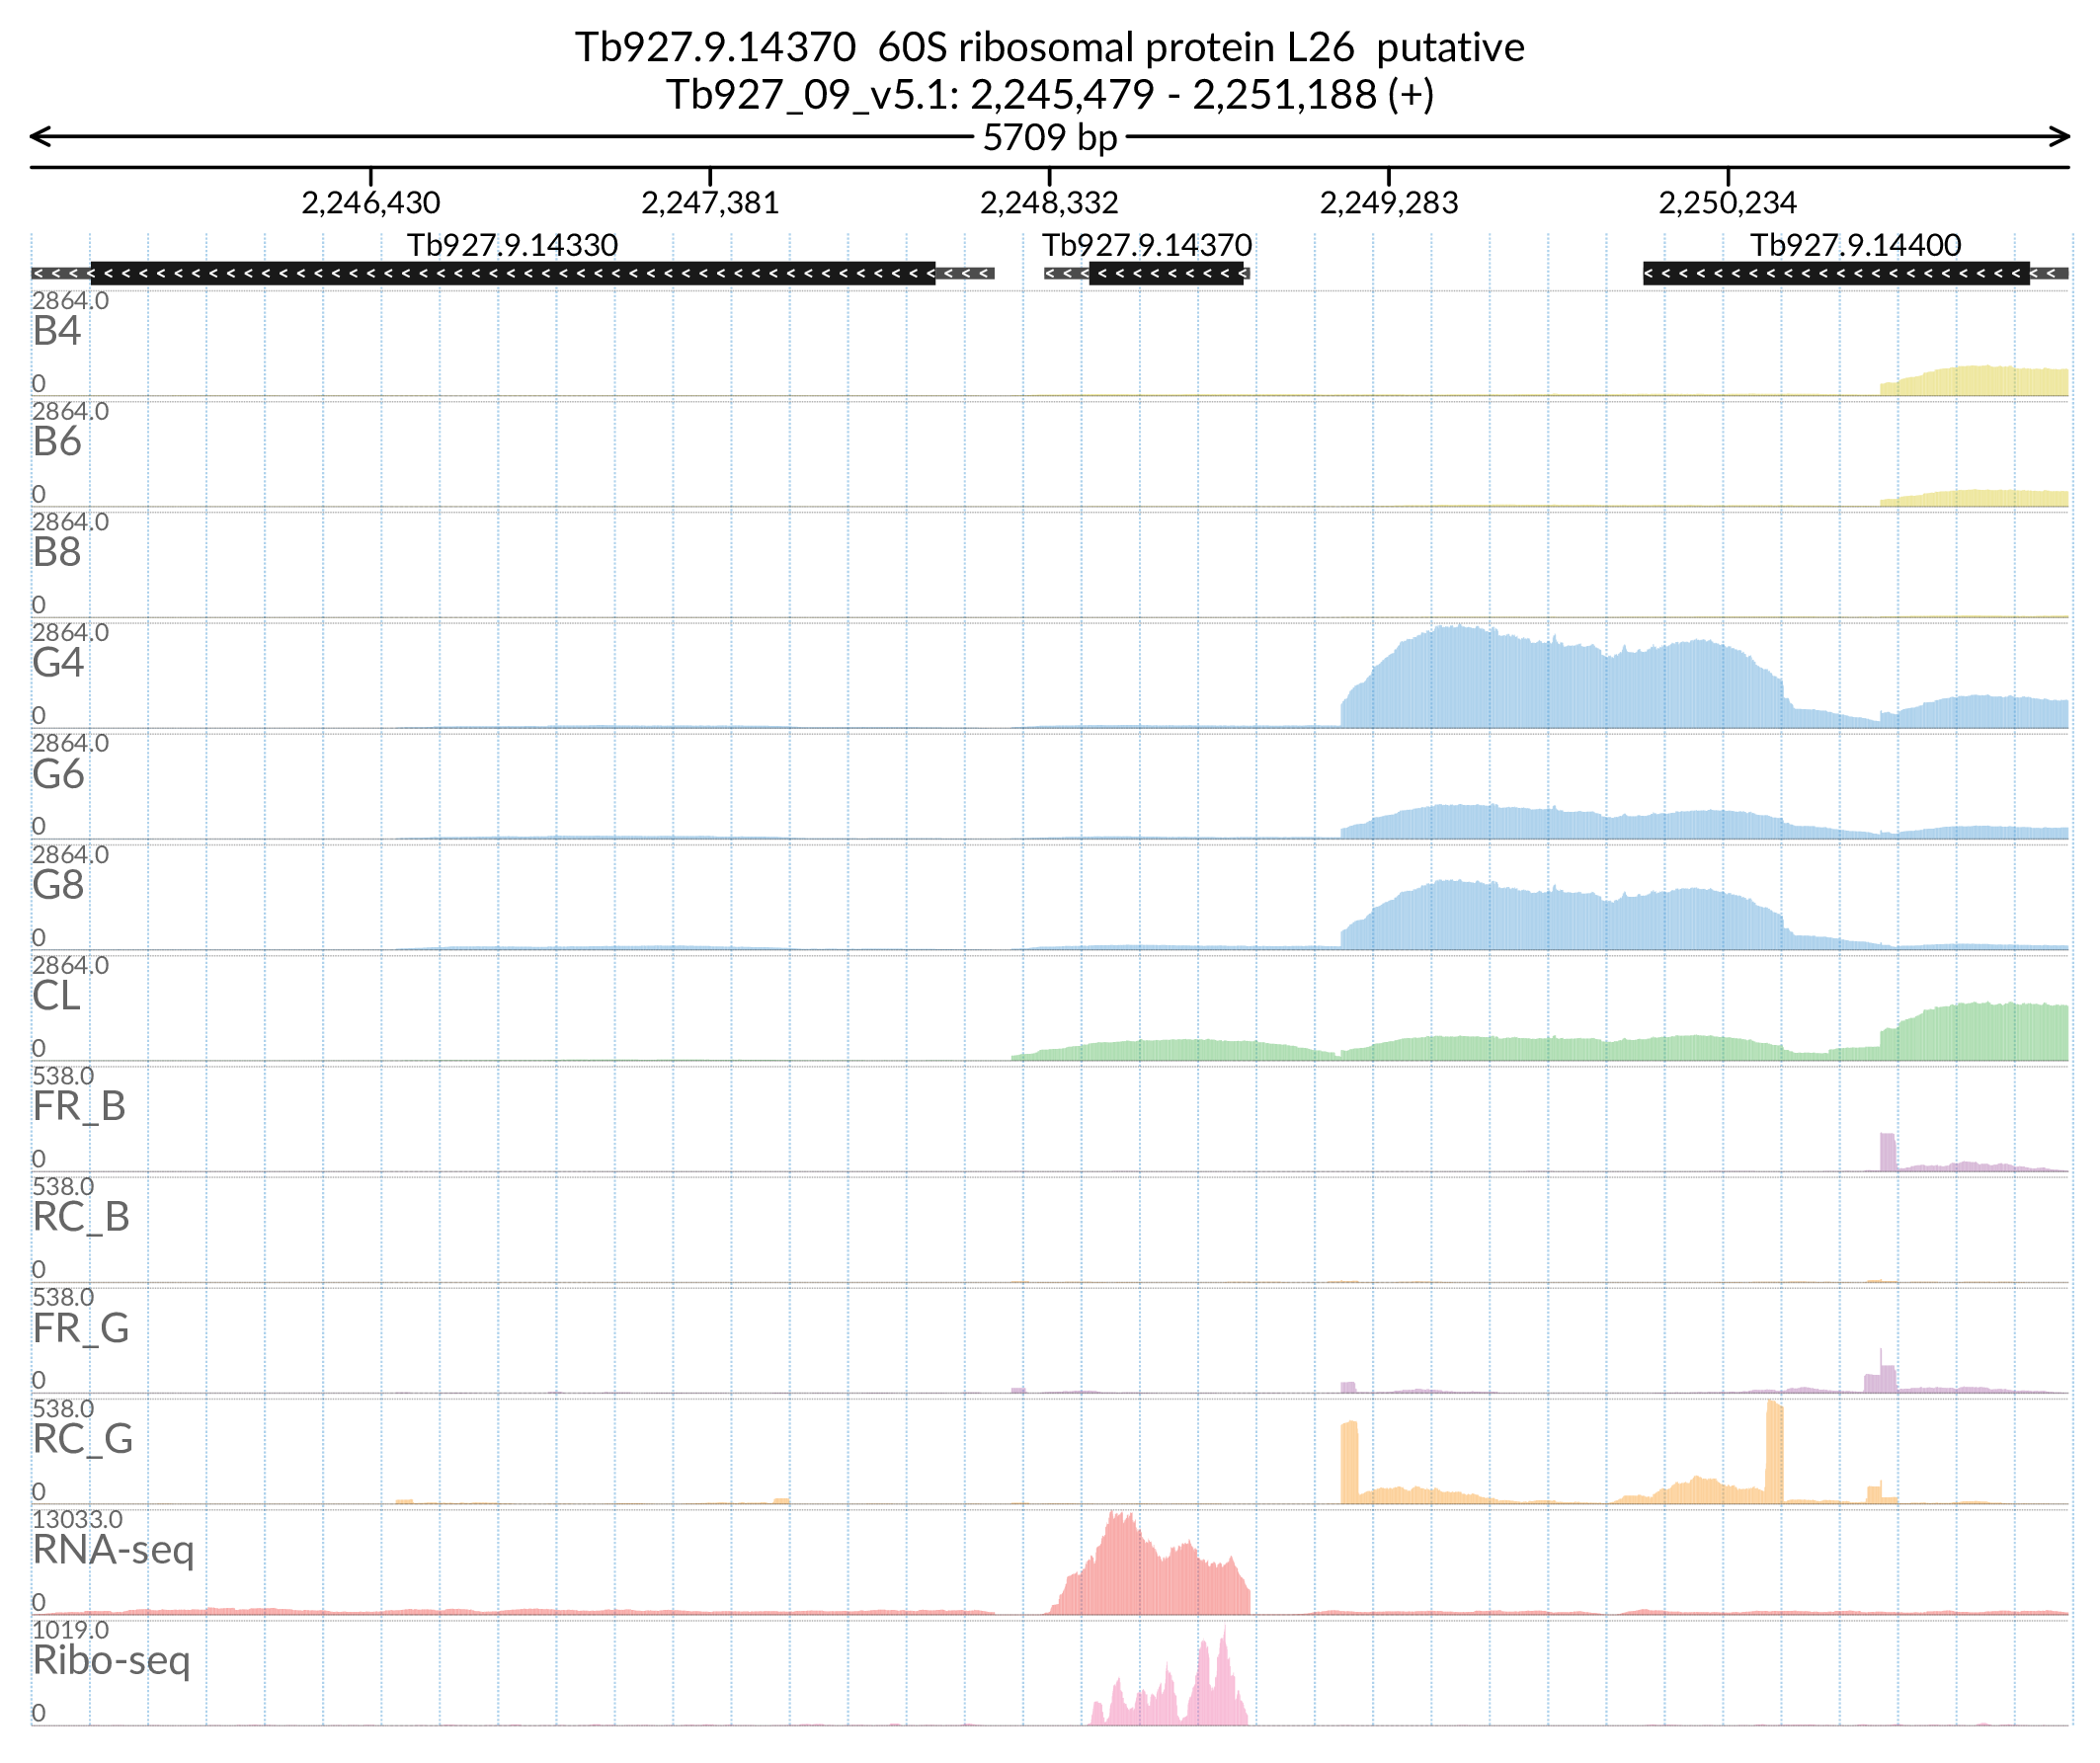 Tb927.9.14370 60S ribosomal protein L26 putative
Tb927_09_v5.1: 2,245,479 - 2,251,188 (+)
5709 bp
2,246,430 2,247,381 2,248,332 2,249,283 2,250,234
Tb927.9.14330 Tb927.9.14370 Tb927.9.14400
2864.0
B4
0
2864.0
B6
0
2864.0
B8
0
2864.0
G4
0
2864.0
G6
0
2864.0
G8
0
2864.0
CL
0
538.0
FR_B
0
538.0
RC_B
0
538.0
FR_G
0
538.0
RC_G
0
13033.0
RNA-seq
0
1019.0
Ribo-seq
0